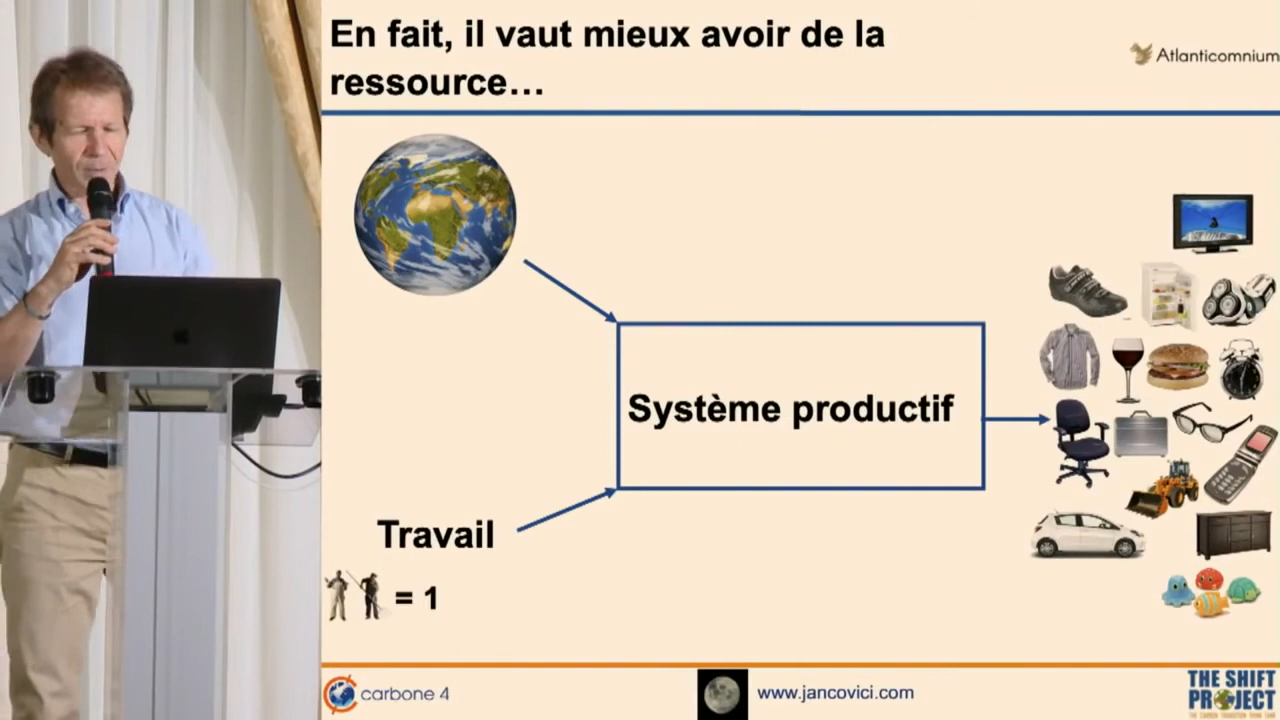 En fait, il vaut mieux avoir de la
ressource…
Atlanticomnium
Système productif
Travail
= 1
carbone 4
www.jancovici.com
THE SHIFT
PROJECT